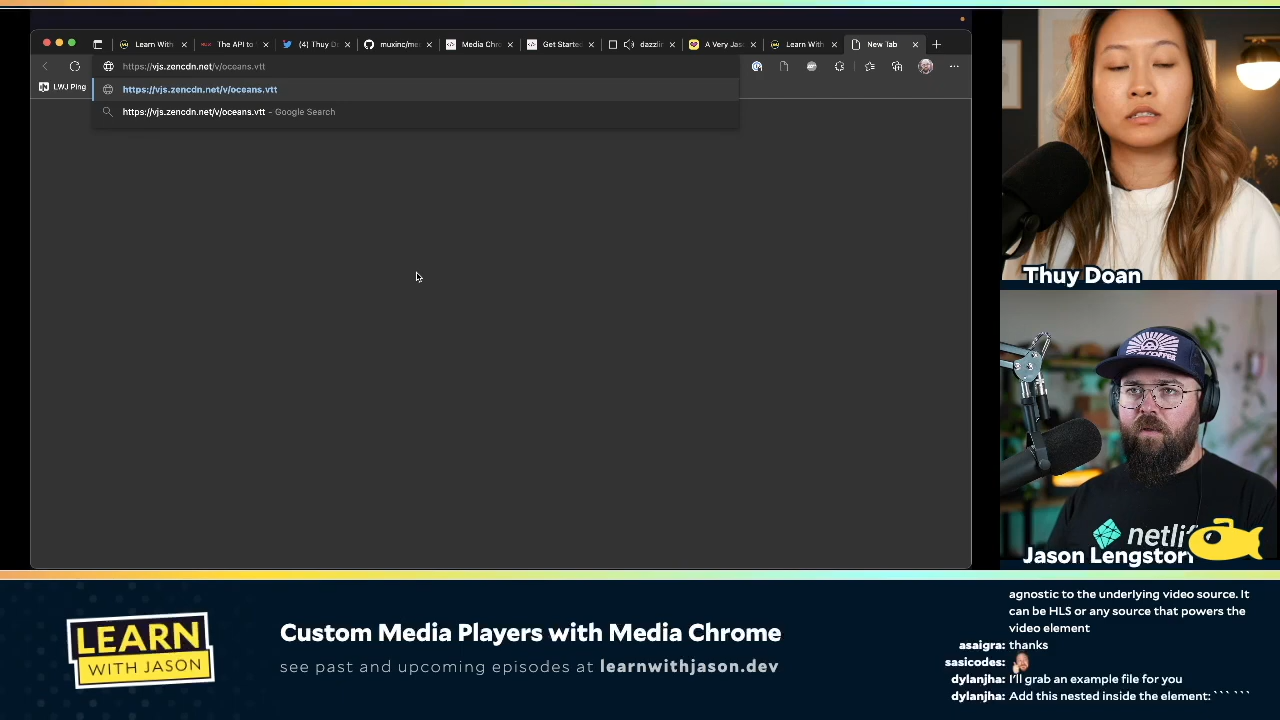 Learn With
The API to
(4) Thuy D
muxinc/me
Media Chro
Get Starte
dazzlin
A Very Jas
Learn With
New Tab
https://vjs.zencdn.net/v/oceans.vtt
LWJ Ping
https://vjs.zencdn.net/v/oceans.vtt
https://vjs.zencdn.net/v/oceans.vtt - Google Search
Thuy Doan
netlif
Jason Lengstorf
LEARN
WITH JASON
Custom Media Players with Media Chrome
see past and upcoming episodes at learnwithjason.dev
agnostic to the underlying video source. It
can be HLS or any source that powers the
video element
asaigra: thanks
sasicodes:
dylanjha: I'll grab an example file for you
dylanjha: Add this nested inside the element: ``` ```